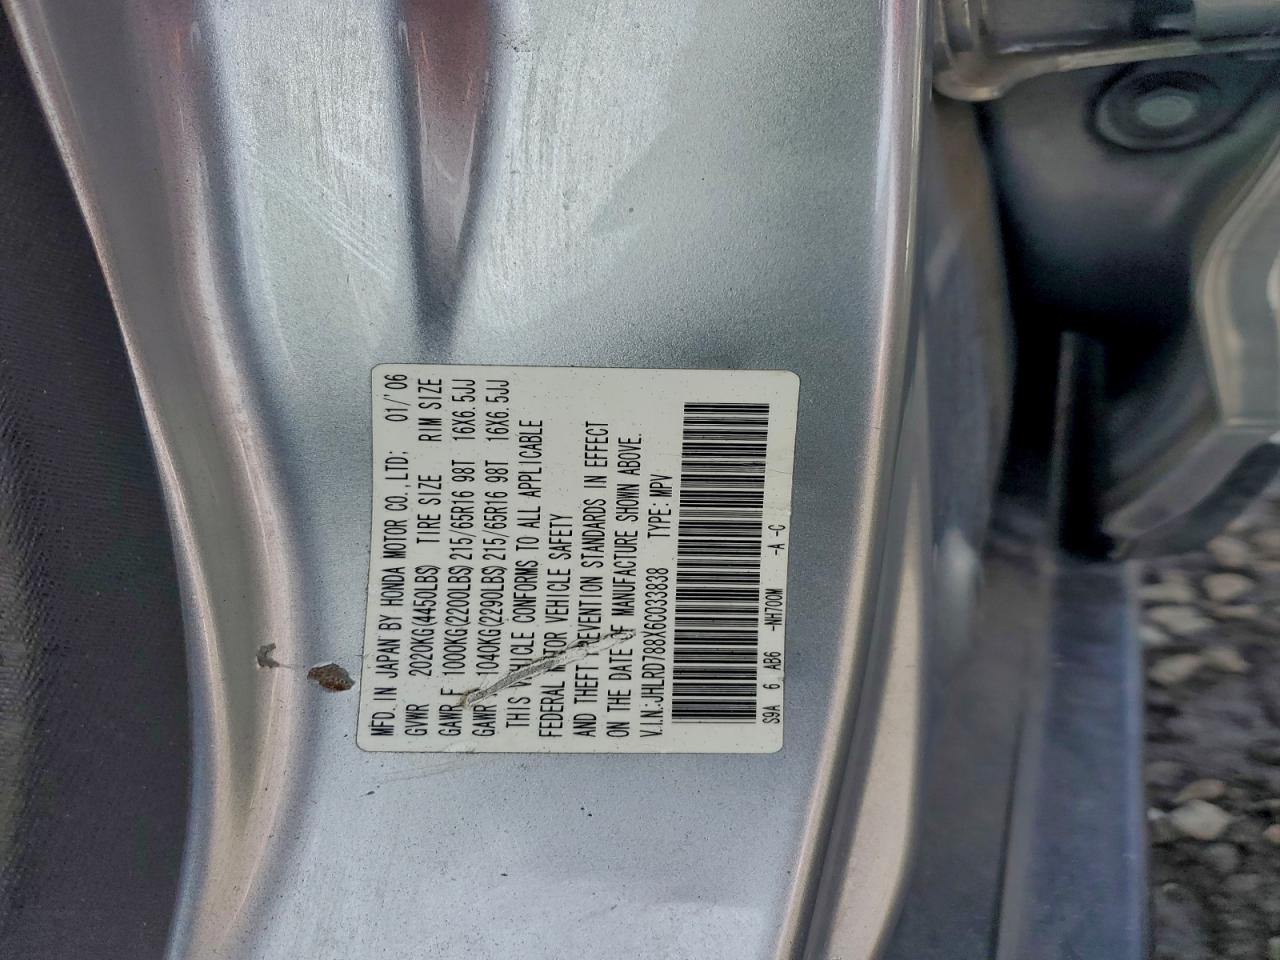 MFD. IN JAPAN BY HONDA MOTOR CO., LTD; 01/'06
GVWR 2020KG(4450LBS) TIRE SIZE RIM SIZE
GAWR F 1000KG(2200LBS) 215/65R16 98T 16X6.5JJ
GAWR 1040KG(2290LBS) 215/65R16 98T 16X6.5JJ
THIS VEHICLE CONFORMS TO ALL APPLICABLE
FEDERAL MOTOR VEHICLE SAFETY
AND THEFT PREVENTION STANDARDS IN EFFECT
ON THE DATE OF MANUFACTURE SHOWN ABOVE.
V.I.N.:JHLRD788X6C033838 TYPE:MPV
S9A 6 AB6 -NH700M -A -C